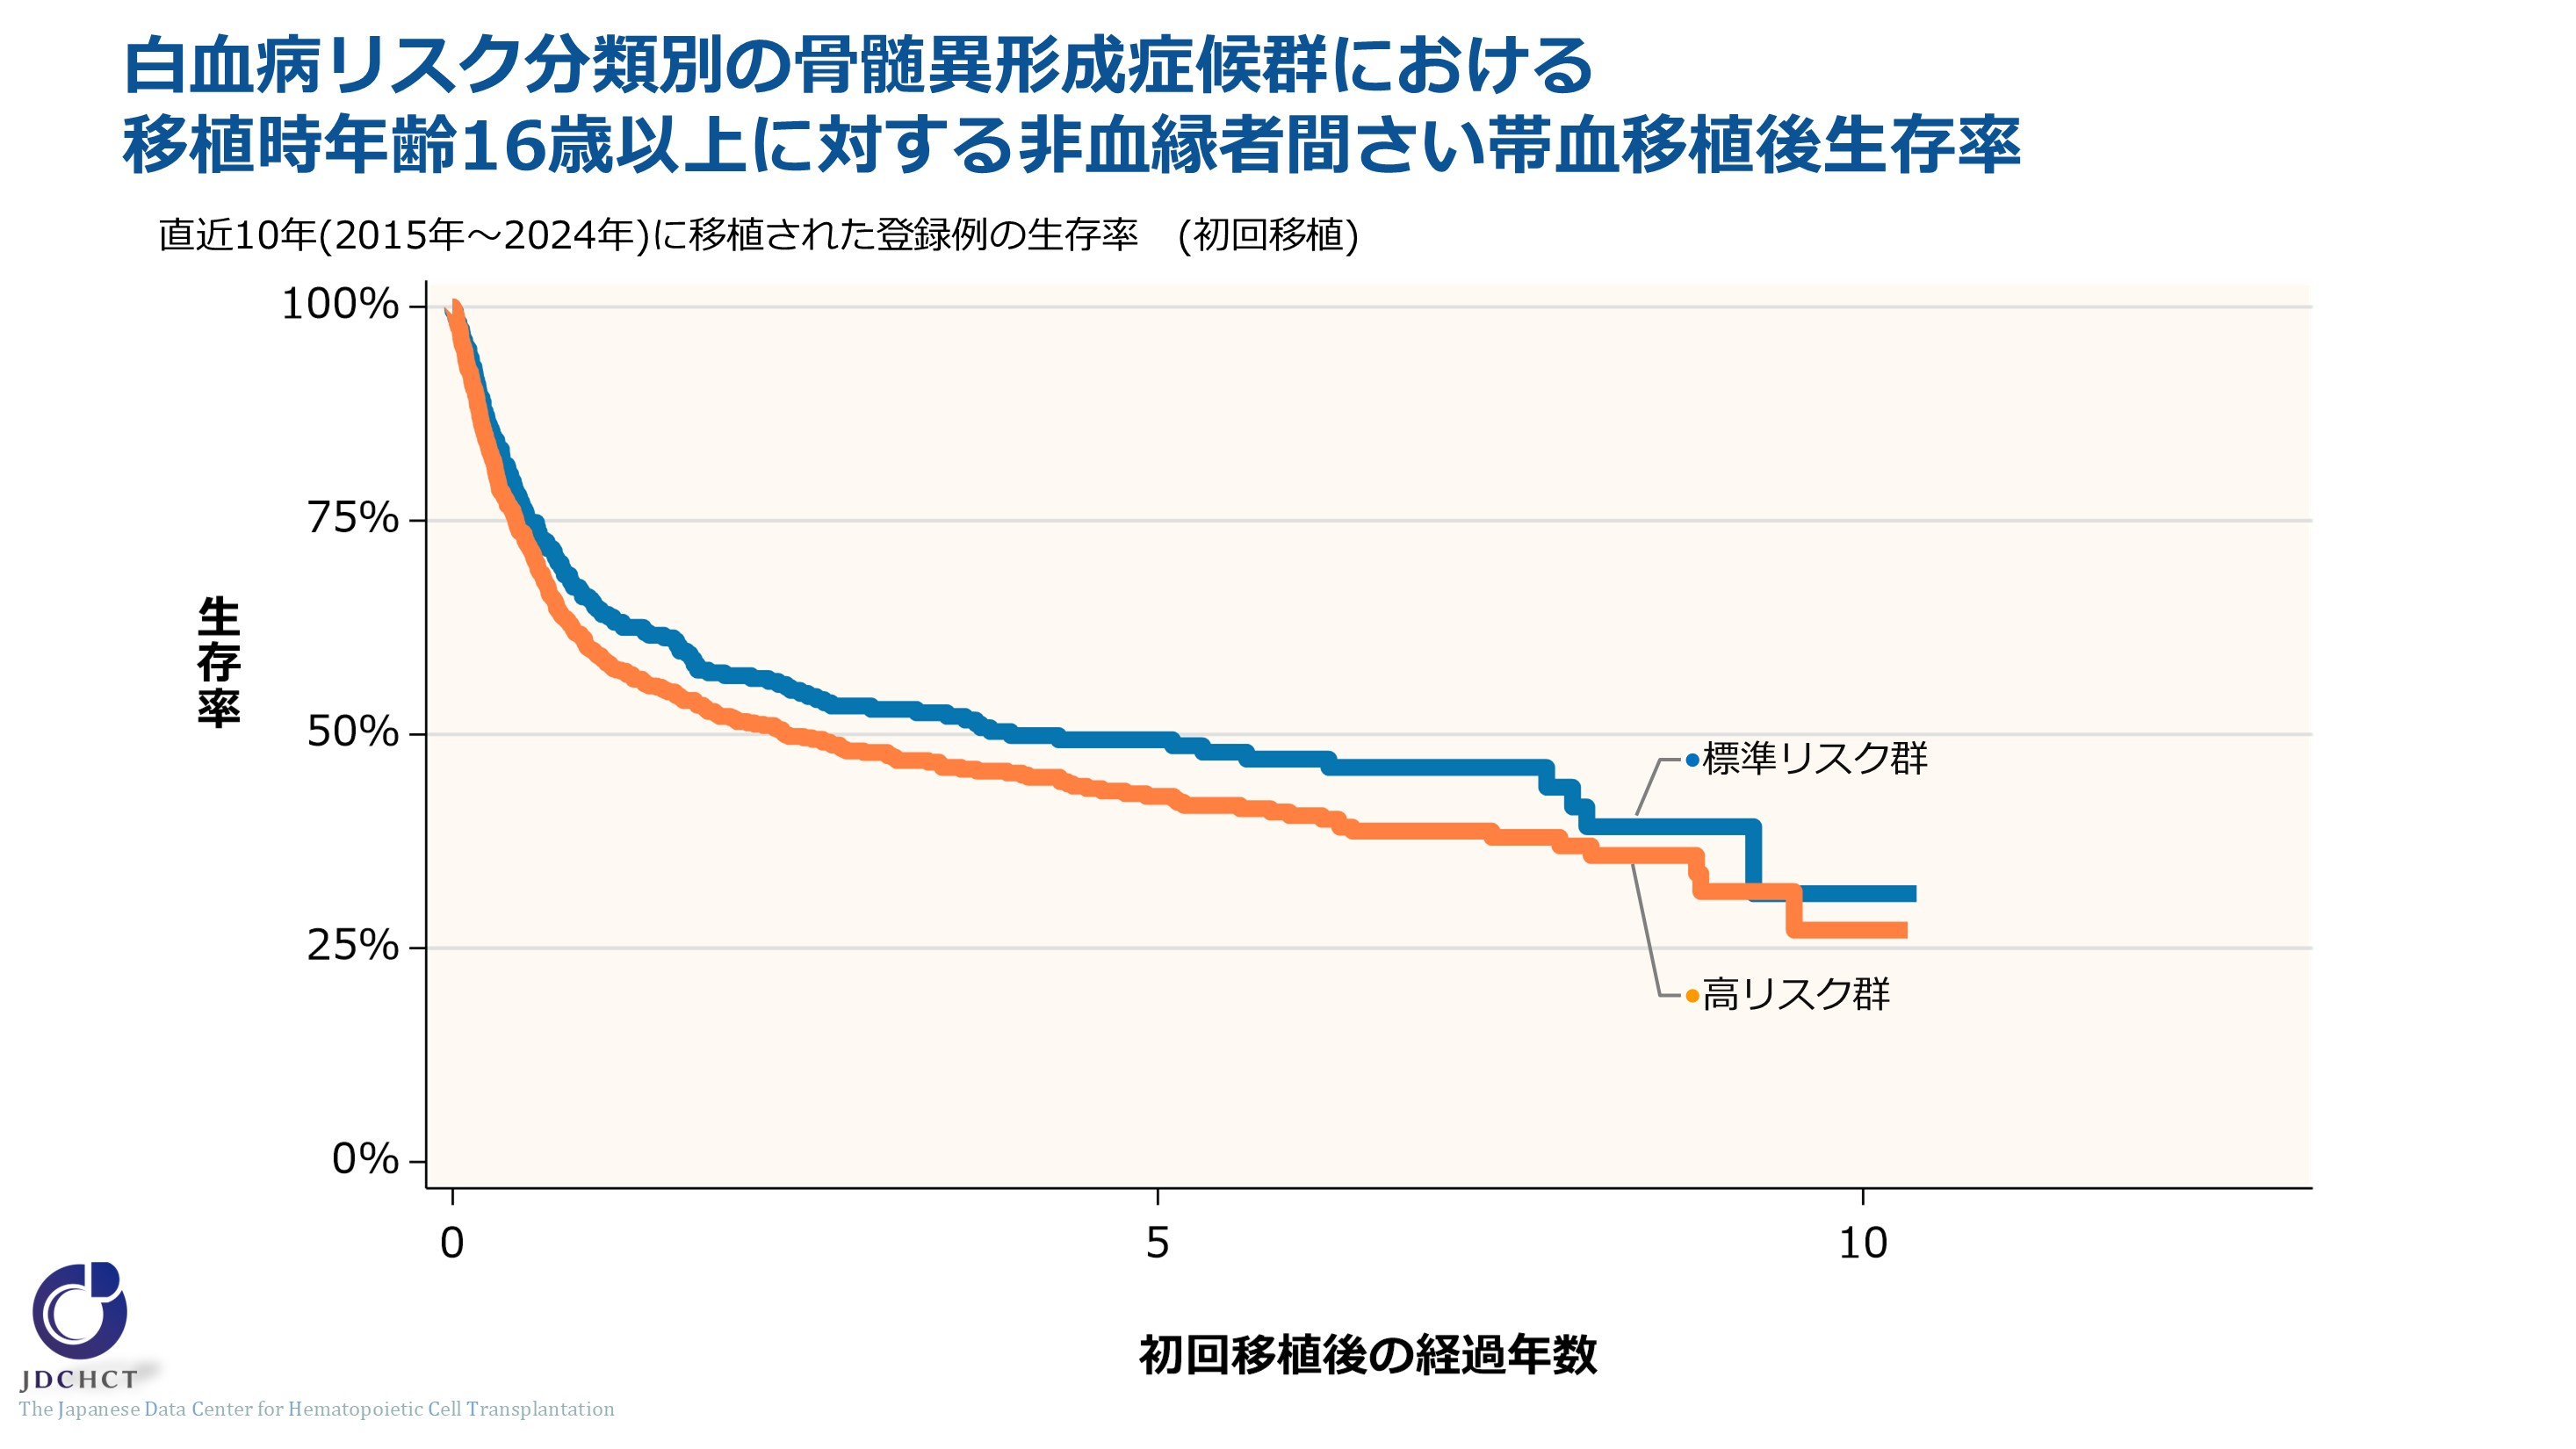 白血病リスク分類別の骨髄異形成症候群における
移植時年齢16歳以上に対する非血縁者間さい帯血移植後生存率
直近10年(2015年～2024年)に移植された登録例の生存率　(初回移植)
100%
75%
50%
25%
0%
生存率
標準リスク群
高リスク群
0
5
10
初回移植後の経過年数
JDCHCT
The Japanese Data Center for Hematopoietic Cell Transplantation